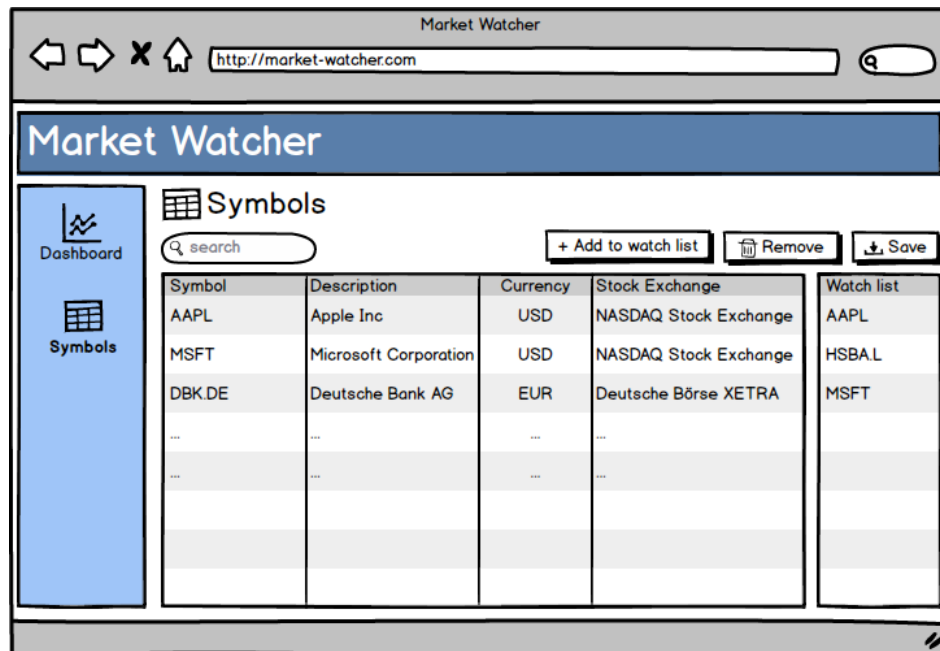 Market Watcher
http://market-watcher.com
Market Watcher
Dashboard
Symbols
Symbols
search
+ Add to watch list Remove Save
Symbol Description Currency Stock Exchange Watch list
AAPL Apple Inc USD NASDAQ Stock Exchange AAPL
MSFT Microsoft Corporation USD NASDAQ Stock Exchange HSBA.L
DBK.DE Deutsche Bank AG EUR Deutsche Börse XETRA MSFT
... ... ... ...
... ... ... ...